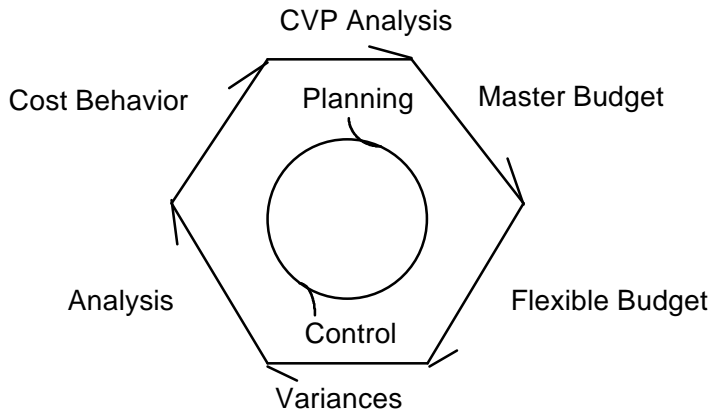 CVP Analysis
Cost Behavior
Planning
Master Budget
Analysis
Flexible Budget
Control
Variances